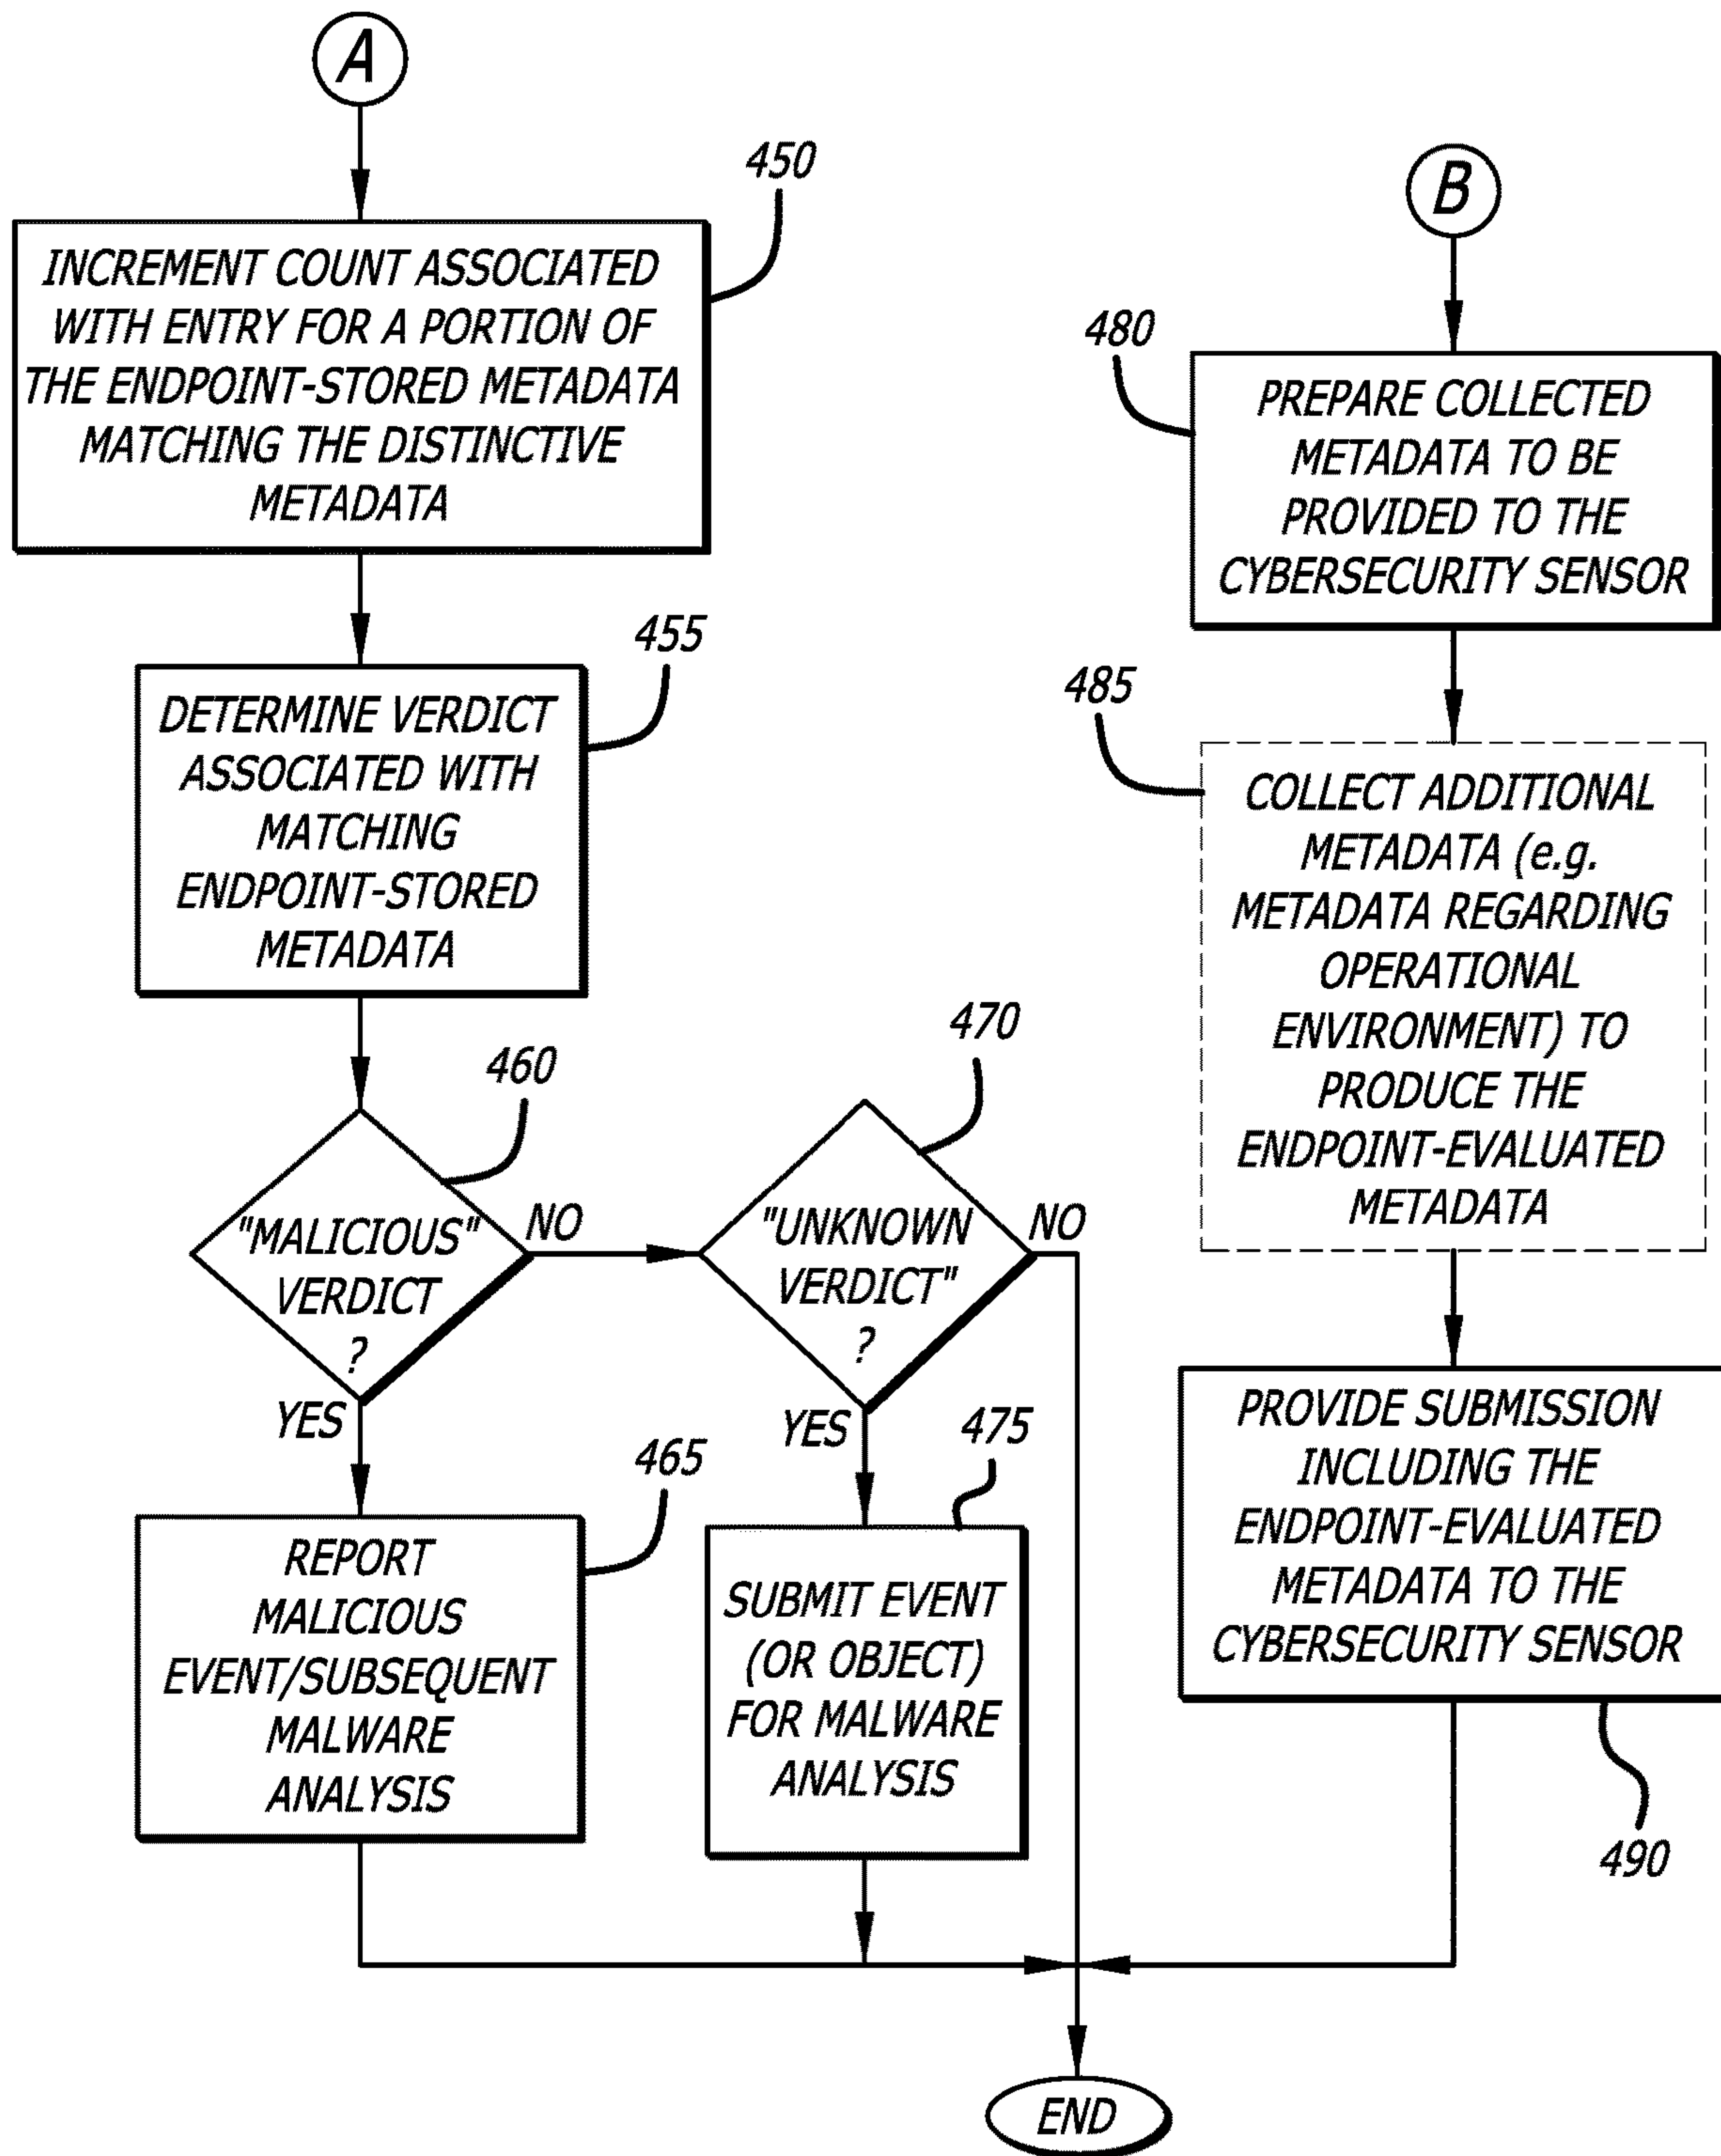 A
450
INCREMENT COUNT ASSOCIATED
WITH ENTRY FOR A PORTION OF
THE ENDPOINT-STORED METADATA
MATCHING THE DISTINCTIVE
METADATA
455
DETERMINE VERDICT
ASSOCIATED WITH
MATCHING
ENDPOINT-STORED
METADATA
460
"MALICIOUS"
VERDICT
?
NO
YES
465
REPORT
MALICIOUS
EVENT/SUBSEQUENT
MALWARE
ANALYSIS
470
"UNKNOWN
VERDICT"
?
NO
YES
475
SUBMIT EVENT
(OR OBJECT)
FOR MALWARE
ANALYSIS
B
480
PREPARE COLLECTED
METADATA TO BE
PROVIDED TO THE
CYBERSECURITY SENSOR
485
COLLECT ADDITIONAL
METADATA (e.g.
METADATA REGARDING
OPERATIONAL
ENVIRONMENT) TO
PRODUCE THE
ENDPOINT-EVALUATED
METADATA
PROVIDE SUBMISSION
INCLUDING THE
ENDPOINT-EVALUATED
METADATA TO THE
CYBERSECURITY SENSOR
490
END